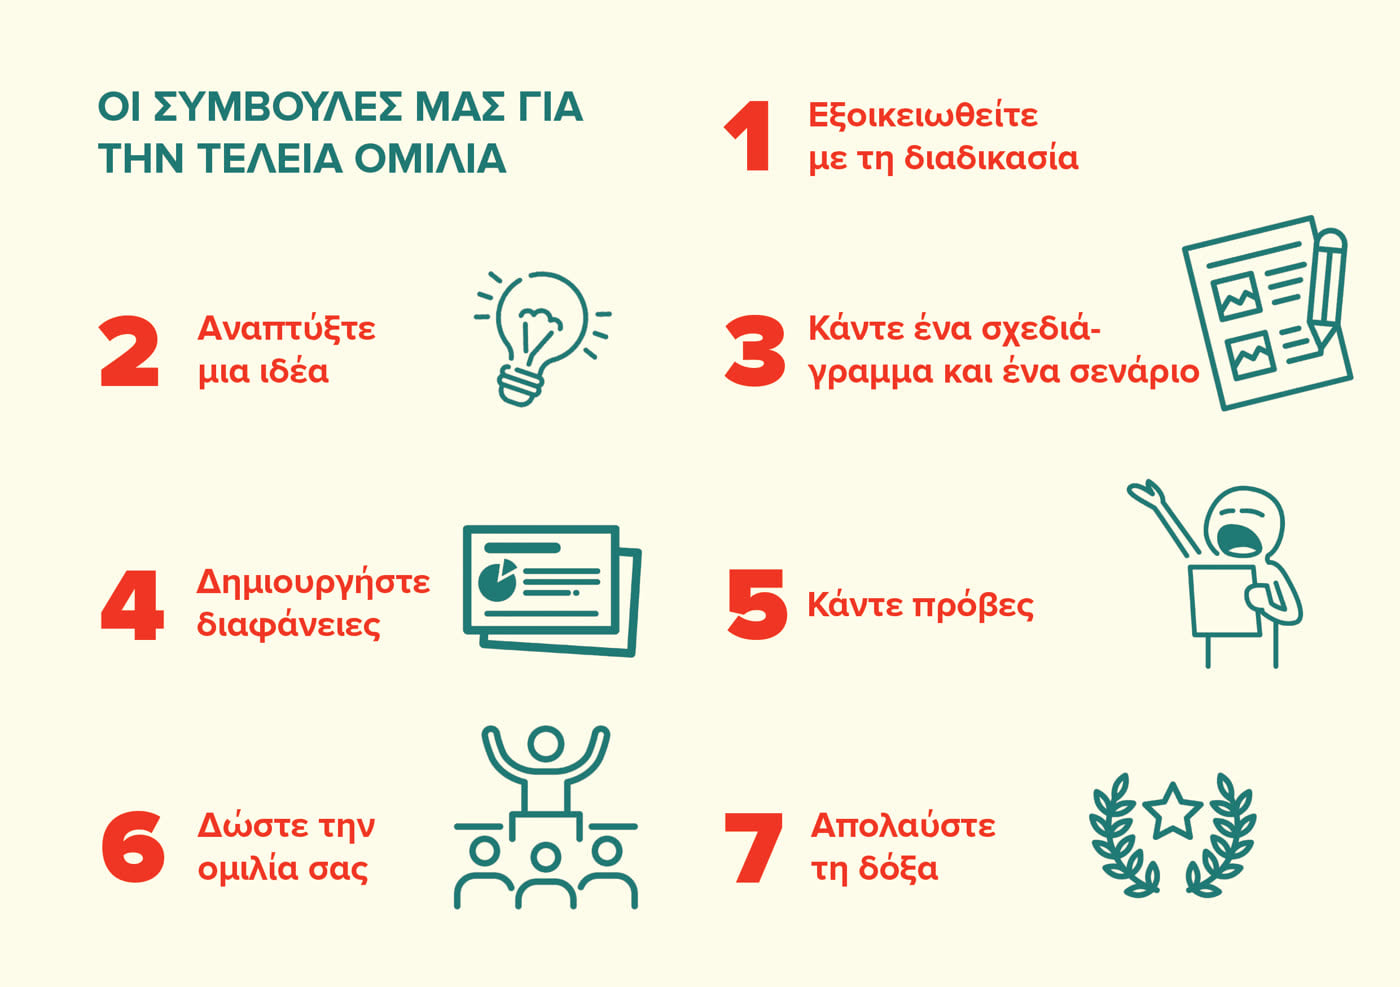 ΟΙ ΣΥΜΒΟΥΛΕΣ ΜΑΣ ΓΙΑ
ΤΗΝ ΤΕΛΕΙΑ ΟΜΙΛΙΑ
1
Εξοικειωθείτε
με τη διαδικασία
2
Αναπτύξτε
μια ιδέα
3
Κάντε ένα σχεδιά-
γραμμα και ένα σενάριο
4
Δημιουργήστε
διαφάνειες
5
Κάντε πρόβες
6
Δώστε την
ομιλία σας
7
Απολαύστε
τη δόξα